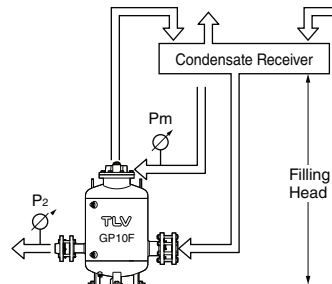 Condensate Receiver
Pm
Filling
Head
P2
TLV
GP10F